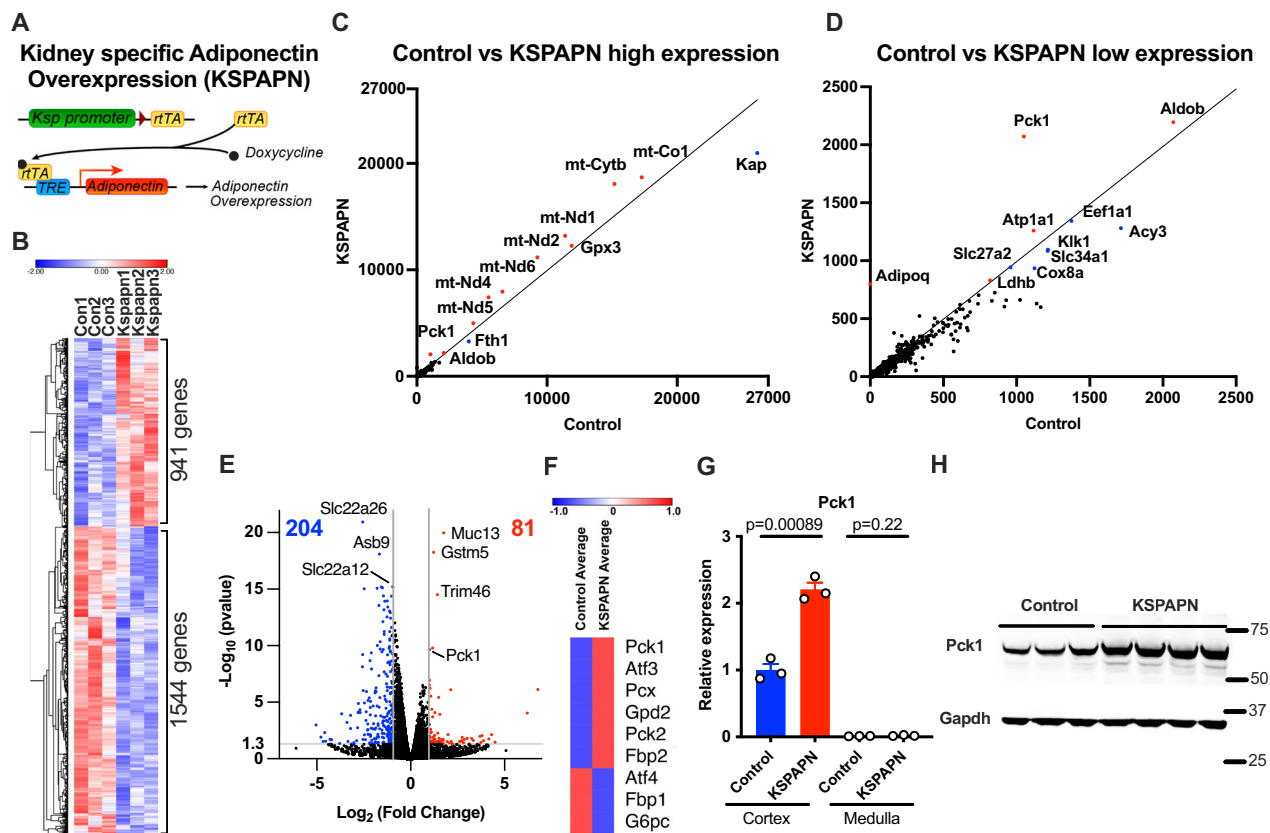 A
Kidney specific Adiponectin
Overexpression (KSPAPN)
Ksp promoter
rtTA
rtTA
Doxycycline
rtTA
TRE
Adiponectin
Adiponectin
Overexpression
B
-2.00
0.00
2.00
Con1
Con2
Con3
Kspapn1
Kspapn2
Kspapn3
941 genes
1544 genes
C
Control vs KSPAPN high expression
KSPAPN
27000
20000
10000
0
0
10000
20000
27000
Control
mt-Co1
mt-Cytb
Kap
mt-Nd1
mt-Nd2
Gpx3
mt-Nd6
mt-Nd4
mt-Nd5
Pck1
Fth1
Aldob
D
Control vs KSPAPN low expression
KSPAPN
2500
2000
1500
1000
500
0
0
500
1000
1500
2000
2500
Control
Aldob
Pck1
Atp1a1
Eef1a1
Acy3
Slc27a2
Klk1
Slc34a1
Cox8a
Adipoq
Ldhb
E
204
81
Slc22a26
Asb9
Slc22a12
Muc13
Gstm5
Trim46
Pck1
-Log10 (pvalue)
20
15
10
5
1.3
0
-5
0
5
Log2 (Fold Change)
F
-1.0
0
1.0
Control Average
KSPAPN Average
Pck1
Atf3
Pcx
Gpd2
Pck2
Fbp2
Atf4
Fbp1
G6pc
G
Pck1
p=0.00089
p=0.22
Relative expression
3
2
1
0
Control
KSPAPN
Control
KSPAPN
Cortex
Medulla
H
Control
KSPAPN
Pck1
Gapdh
75
50
37
25